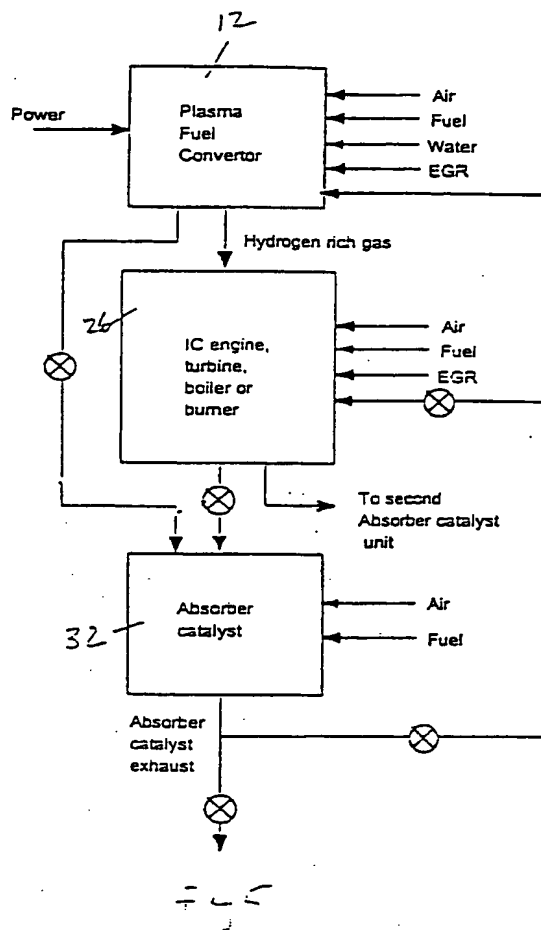 12
Power
Plasma
Fuel
Convertor
Air
Fuel
Water
EGR
Hydrogen rich gas
26
IC engine,
turbine,
boiler or
burner
Air
Fuel
EGR
To second
Absorber catalyst
unit
32
Absorber
catalyst
Air
Fuel
Absorber
catalyst
exhaust